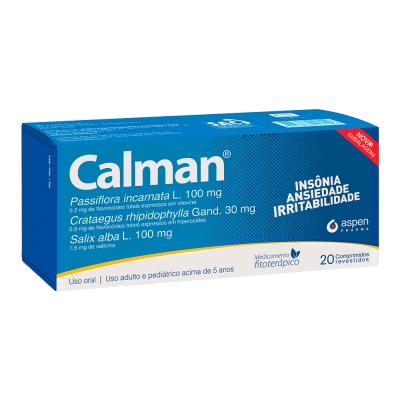 Calman®
Passiflora incarnata L. 100 mg
0,2 mg de flavonoides totais expressos em vitexina
Crataegus rhipidophylla Gand. 30 mg
0,9 mg de flavonoides totais expressos em hiperosídeo
Salix alba L. 100 mg
1,5 mg de salicina
Uso oral | Uso adulto e pediátrico acima de 5 anos
NOVA
EMBALAGEM
INSÔNIA
ANSIEDADE
IRRITABILIDADE
aspen
PHARMA
Medicamento
fitoterápico
20 Comprimidos
revestidos
SAC